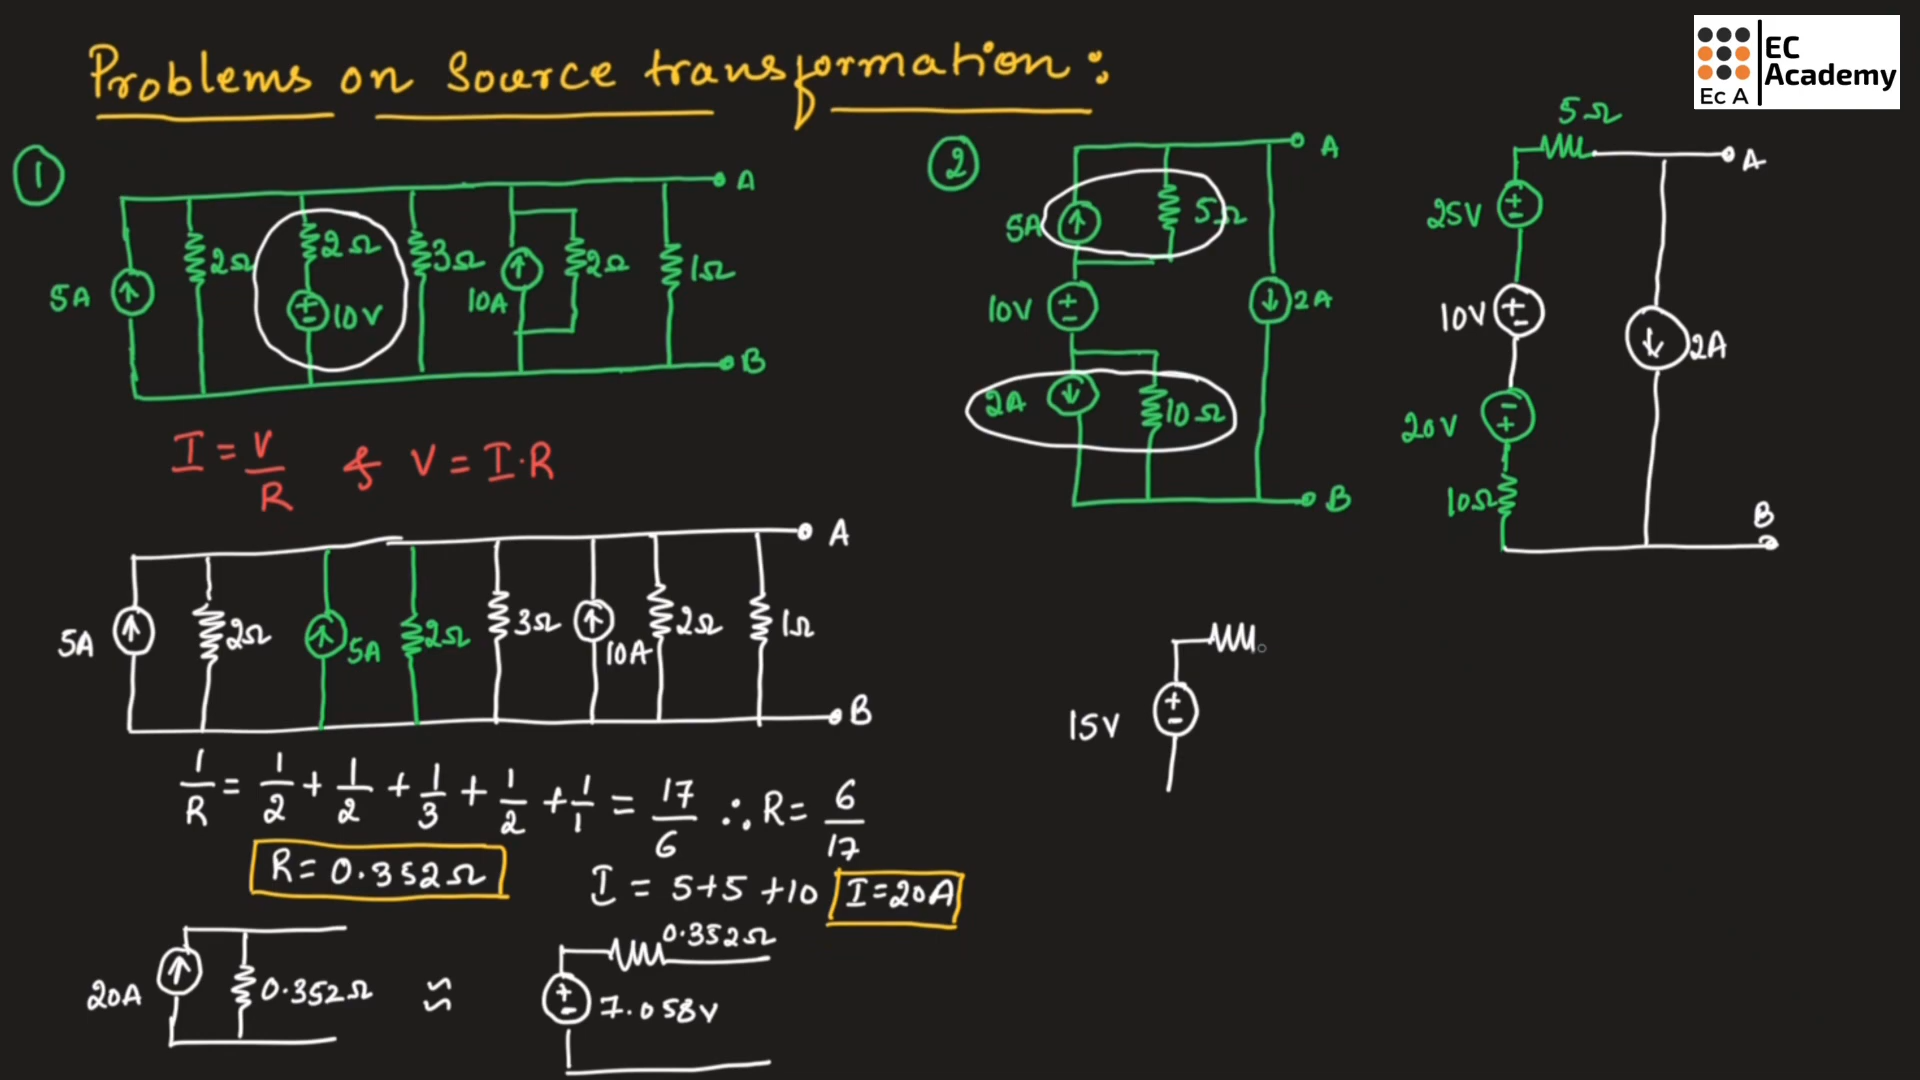 Problems on Source transformation :
EC
Academy
Ec A
1
A
5A
2Ω
2Ω
10V
3Ω
10A
2Ω
1Ω
B
I = V/R & V = I·R
A
5A
2Ω
5A
2Ω
3Ω
10A
2Ω
1Ω
B
1/R = 1/2 + 1/2 + 1/3 + 1/2 + 1/1 = 17/6 ∴ R = 6/17
R = 0.352Ω
I = 5+5+10 I = 20A
20A
0.352Ω
≈
0.352Ω
7.058V
2
A
5A
5Ω
10V
2A
2A
10Ω
B
5Ω
A
25V
10V
2A
20V
10Ω
B
15V